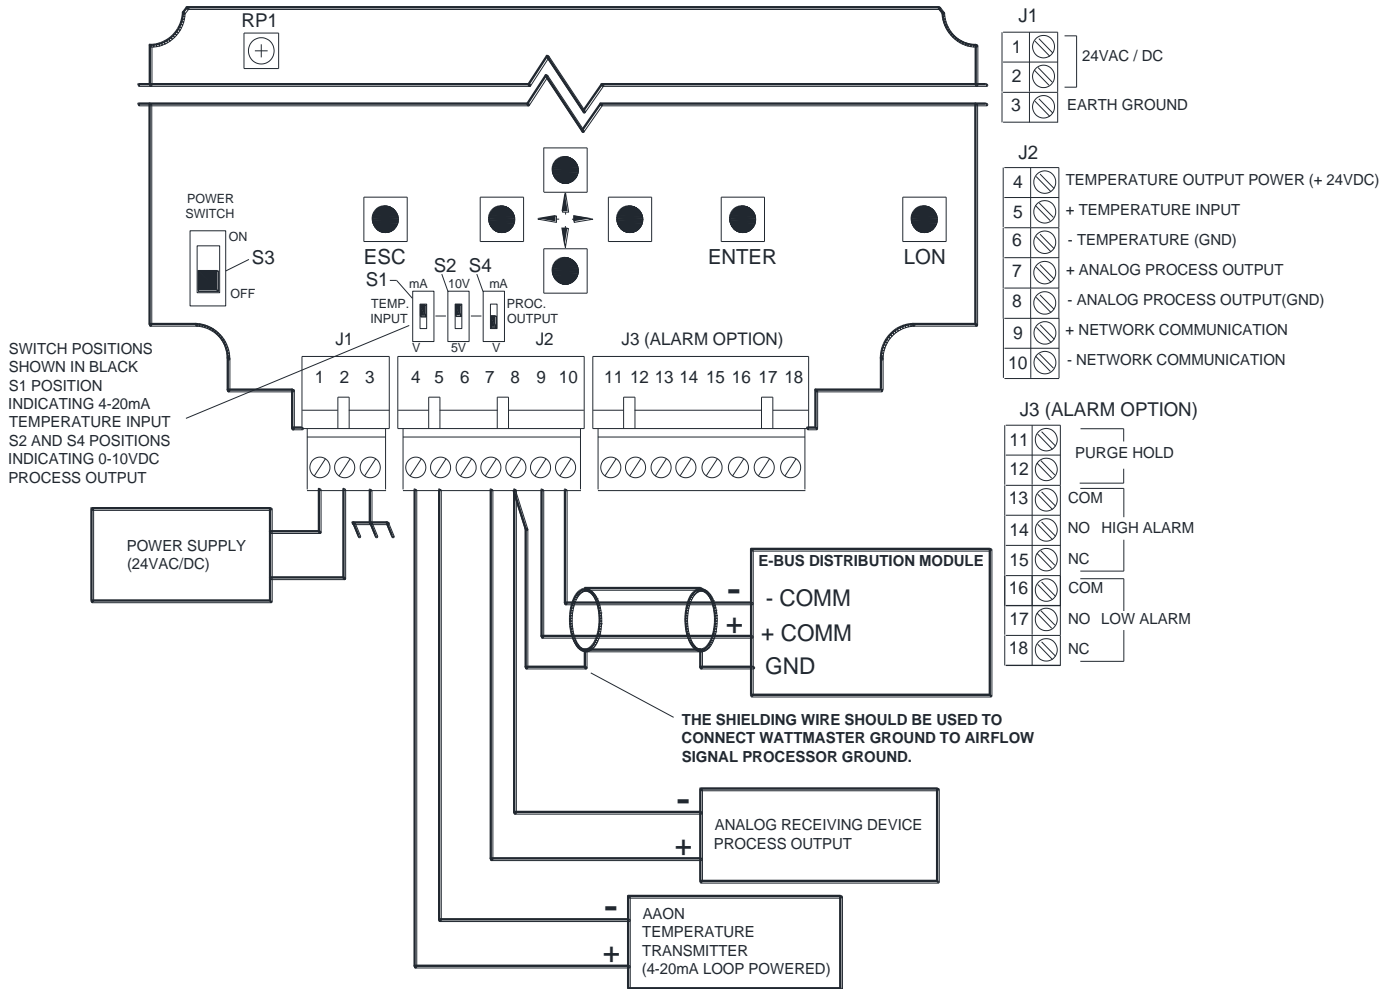 RP1
POWER
SWITCH
ON
S3
OFF
ESC
ENTER
LON
S1
S2
S4
mA
10V
mA
TEMP.
INPUT
PROC.
OUTPUT
V
5V
V
J1
J2
J3 (ALARM OPTION)
1 2 3
4 5 6 7 8 9 10
11 12 13 14 15 16 17 18
SWITCH POSITIONS
SHOWN IN BLACK
S1 POSITION
INDICATING 4-20mA
TEMPERATURE INPUT
S2 AND S4 POSITIONS
INDICATING 0-10VDC
PROCESS OUTPUT
POWER SUPPLY
(24VAC/DC)
E-BUS DISTRIBUTION MODULE
- - COMM
+ + COMM
GND
THE SHIELDING WIRE SHOULD BE USED TO
CONNECT WATTMASTER GROUND TO AIRFLOW
SIGNAL PROCESSOR GROUND.
-
ANALOG RECEIVING DEVICE
+ PROCESS OUTPUT
-
AAON
TEMPERATURE
+ TRANSMITTER
(4-20mA LOOP POWERED)
J1
1
2
24VAC / DC
3 EARTH GROUND
J2
4 TEMPERATURE OUTPUT POWER (+ 24VDC)
5 + TEMPERATURE INPUT
6 - TEMPERATURE (GND)
7 + ANALOG PROCESS OUTPUT
8 - ANALOG PROCESS OUTPUT(GND)
9 + NETWORK COMMUNICATION
10 - NETWORK COMMUNICATION
J3 (ALARM OPTION)
11
12
PURGE HOLD
13 COM
14 NO HIGH ALARM
15 NC
16 COM
17 NO LOW ALARM
18 NC